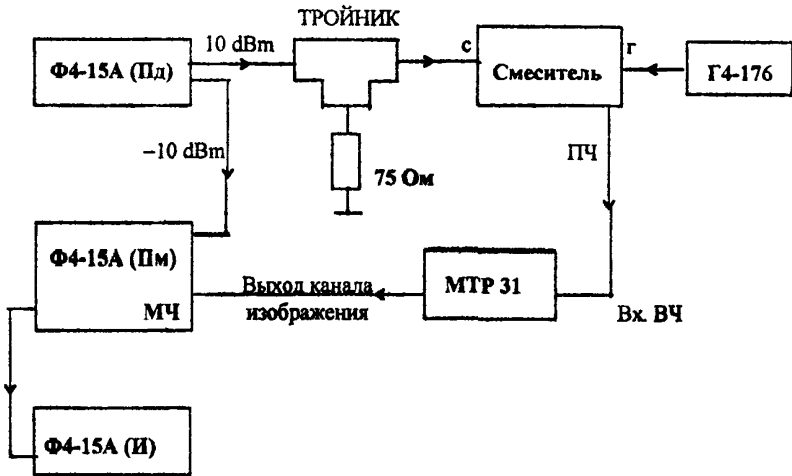 ТРОЙНИК
Ф4-15А (Пд)
10 dBm
с
Смеситель
г
Г4-176
–10 dBm
75 Ом
ПЧ
Ф4-15А (Пм)
МЧ
Выход канала
изображения
МТР 31
Вх. ВЧ
Ф4-15А (И)